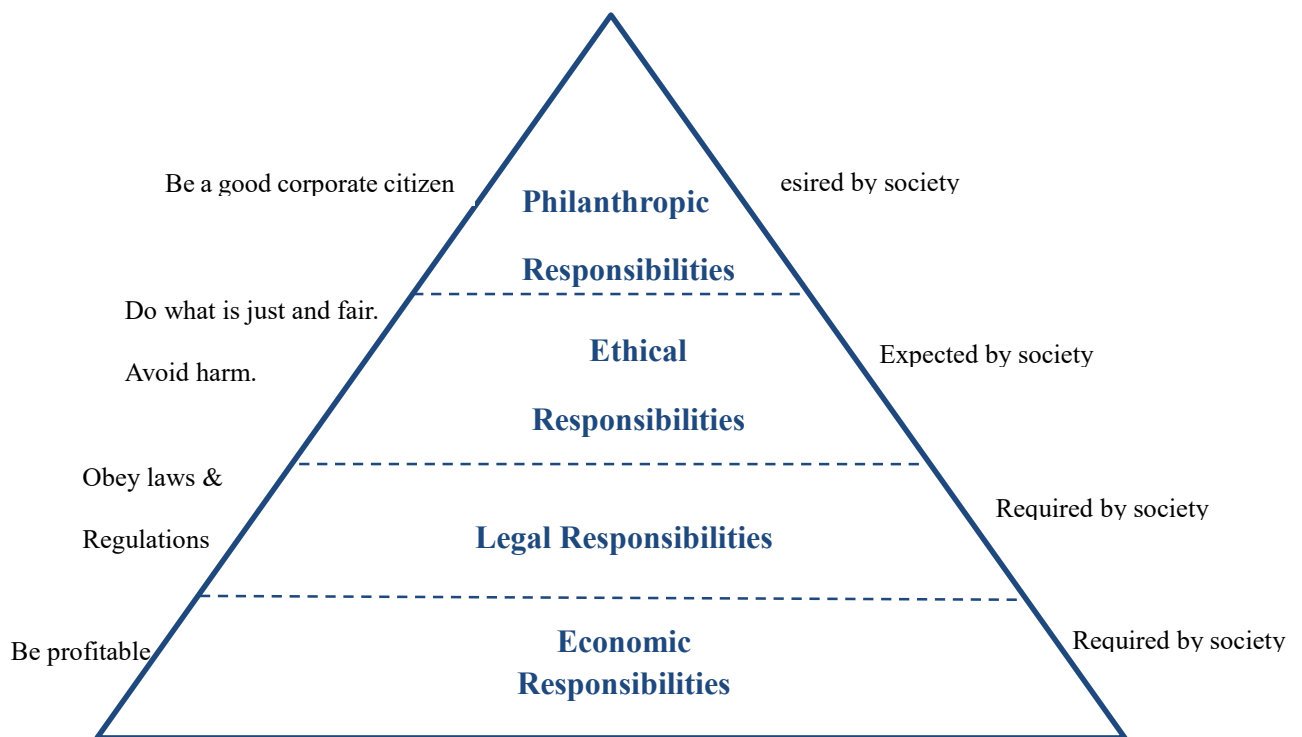 Be a good corporate citizen
esired by society
Philanthropic
Responsibilities
Do what is just and fair.
Avoid harm.
Ethical
Responsibilities
Expected by society
Obey laws &
Regulations
Legal Responsibilities
Required by society
Be profitable
Economic
Responsibilities
Required by society